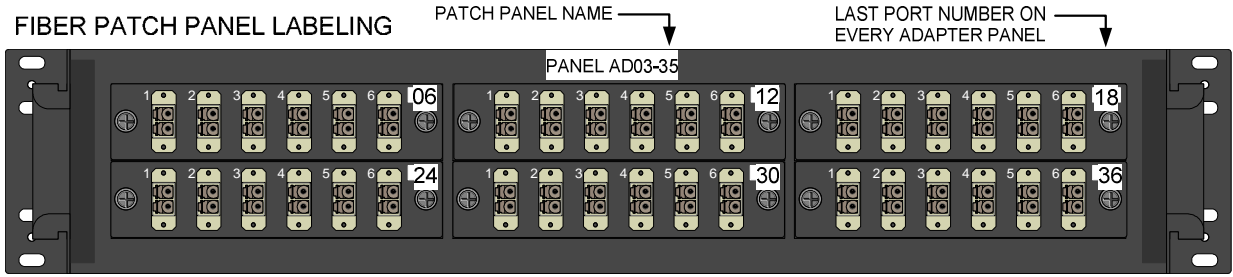 FIBER PATCH PANEL LABELING
PATCH PANEL NAME
LAST PORT NUMBER ON
EVERY ADAPTER PANEL
PANEL AD03-35
1 2 3 4 5 6 06
1 2 3 4 5 6 12
1 2 3 4 5 6 18
1 2 3 4 5 6 24
1 2 3 4 5 6 30
1 2 3 4 5 6 36